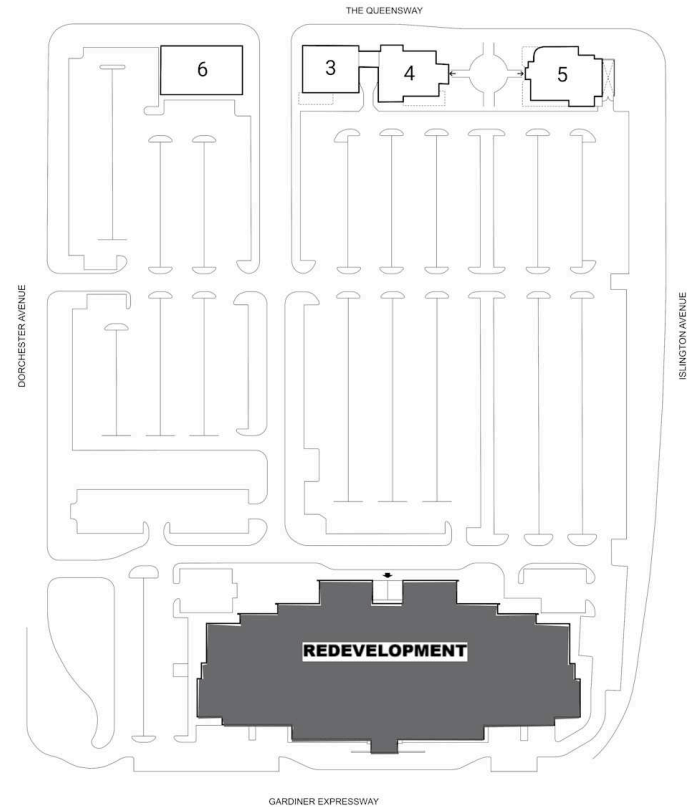 THE QUEENSWAY
6
3
4
5
DORCHESTER AVENUE
ISLINGTON AVENUE
REDEVELOPMENT
GARDINER EXPRESSWAY